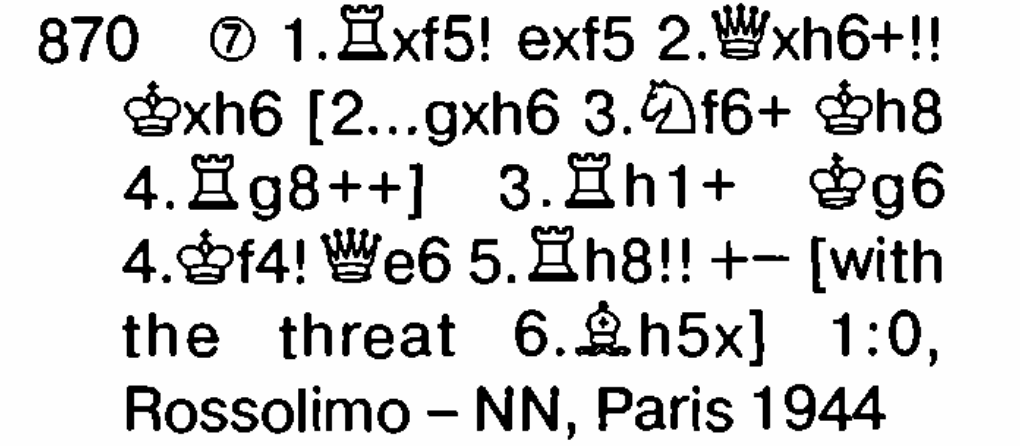 870 ⑦ 1.♖xf5! exf5 2.♕xh6+!!
♔xh6 [2...gxh6 3.♘f6+ ♔h8
4.♖g8++] 3.♖h1+ ♔g6
4.♔f4! ♕e6 5.♖h8!! +− [with
the threat 6.♗h5x] 1:0,
Rossolimo – NN, Paris 1944